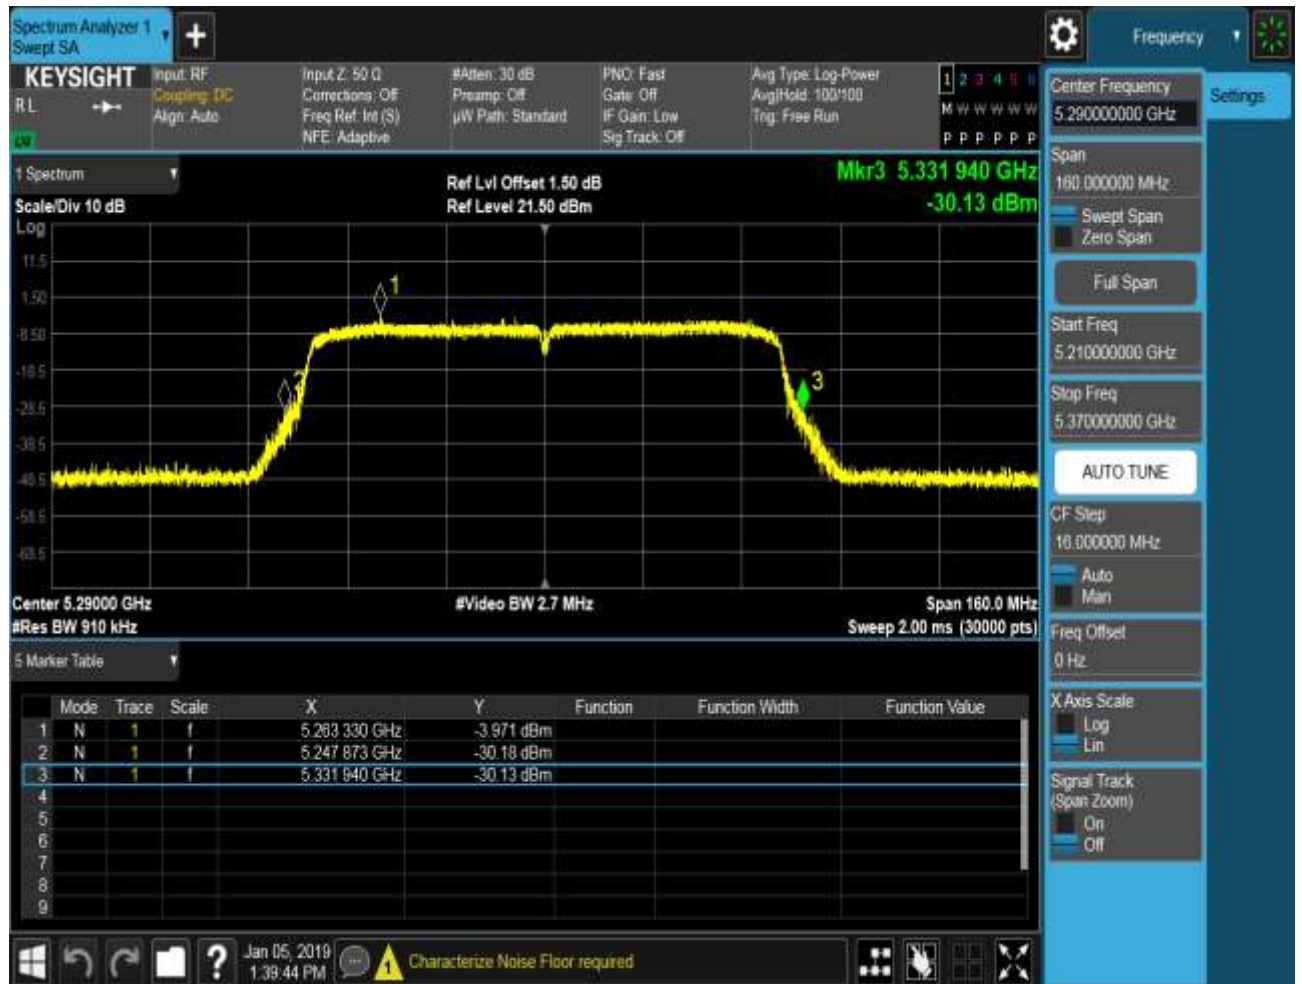 Spectrum Analyzer 1
Swept SA
Frequency
KEYSIGHT
R L
Input: RF
Coupling: DC
Align: Auto
Input Z: 50 Ω
Corrections: Off
Freq Ref: Int (S)
NFE: Adaptive
#Atten: 30 dB
Preamp: Off
µW Path: Standard
PNO: Fast
Gate: Off
IF Gain: Low
Sig Track: Off
Avg Type: Log-Power
Avg|Hold: 100/100
Trig: Free Run
1 2 3 4 5 6
M W W W W W
P P P P P P
1 Spectrum
Scale/Div 10 dB
Ref Lvl Offset 1.50 dB
Ref Level 21.50 dBm
Mkr3 5.331 940 GHz
-30.13 dBm
Log
11.5
1.50
-8.50
-18.5
-28.5
-38.5
-48.5
-58.5
-68.5
1
2
3
Center 5.29000 GHz
#Video BW 2.7 MHz
Span 160.0 MHz
#Res BW 910 kHz
Sweep 2.00 ms (30000 pts)
5 Marker Table
Mode Trace Scale X Y Function Function Width Function Value
1 N 1 f 5.263 330 GHz -3.971 dBm
2 N 1 f 5.247 873 GHz -30.18 dBm
3 N 1 f 5.331 940 GHz -30.13 dBm
4
5
6
7
8
9
Jan 05, 2019
1:39:44 PM
Characterize Noise Floor required
Settings
Center Frequency
5.290000000 GHz
Span
160.000000 MHz
Swept Span
Zero Span
Full Span
Start Freq
5.210000000 GHz
Stop Freq
5.370000000 GHz
AUTO TUNE
CF Step
16.000000 MHz
Auto
Man
Freq Offset
0 Hz
X Axis Scale
Log
Lin
Signal Track
(Span Zoom)
On
Off